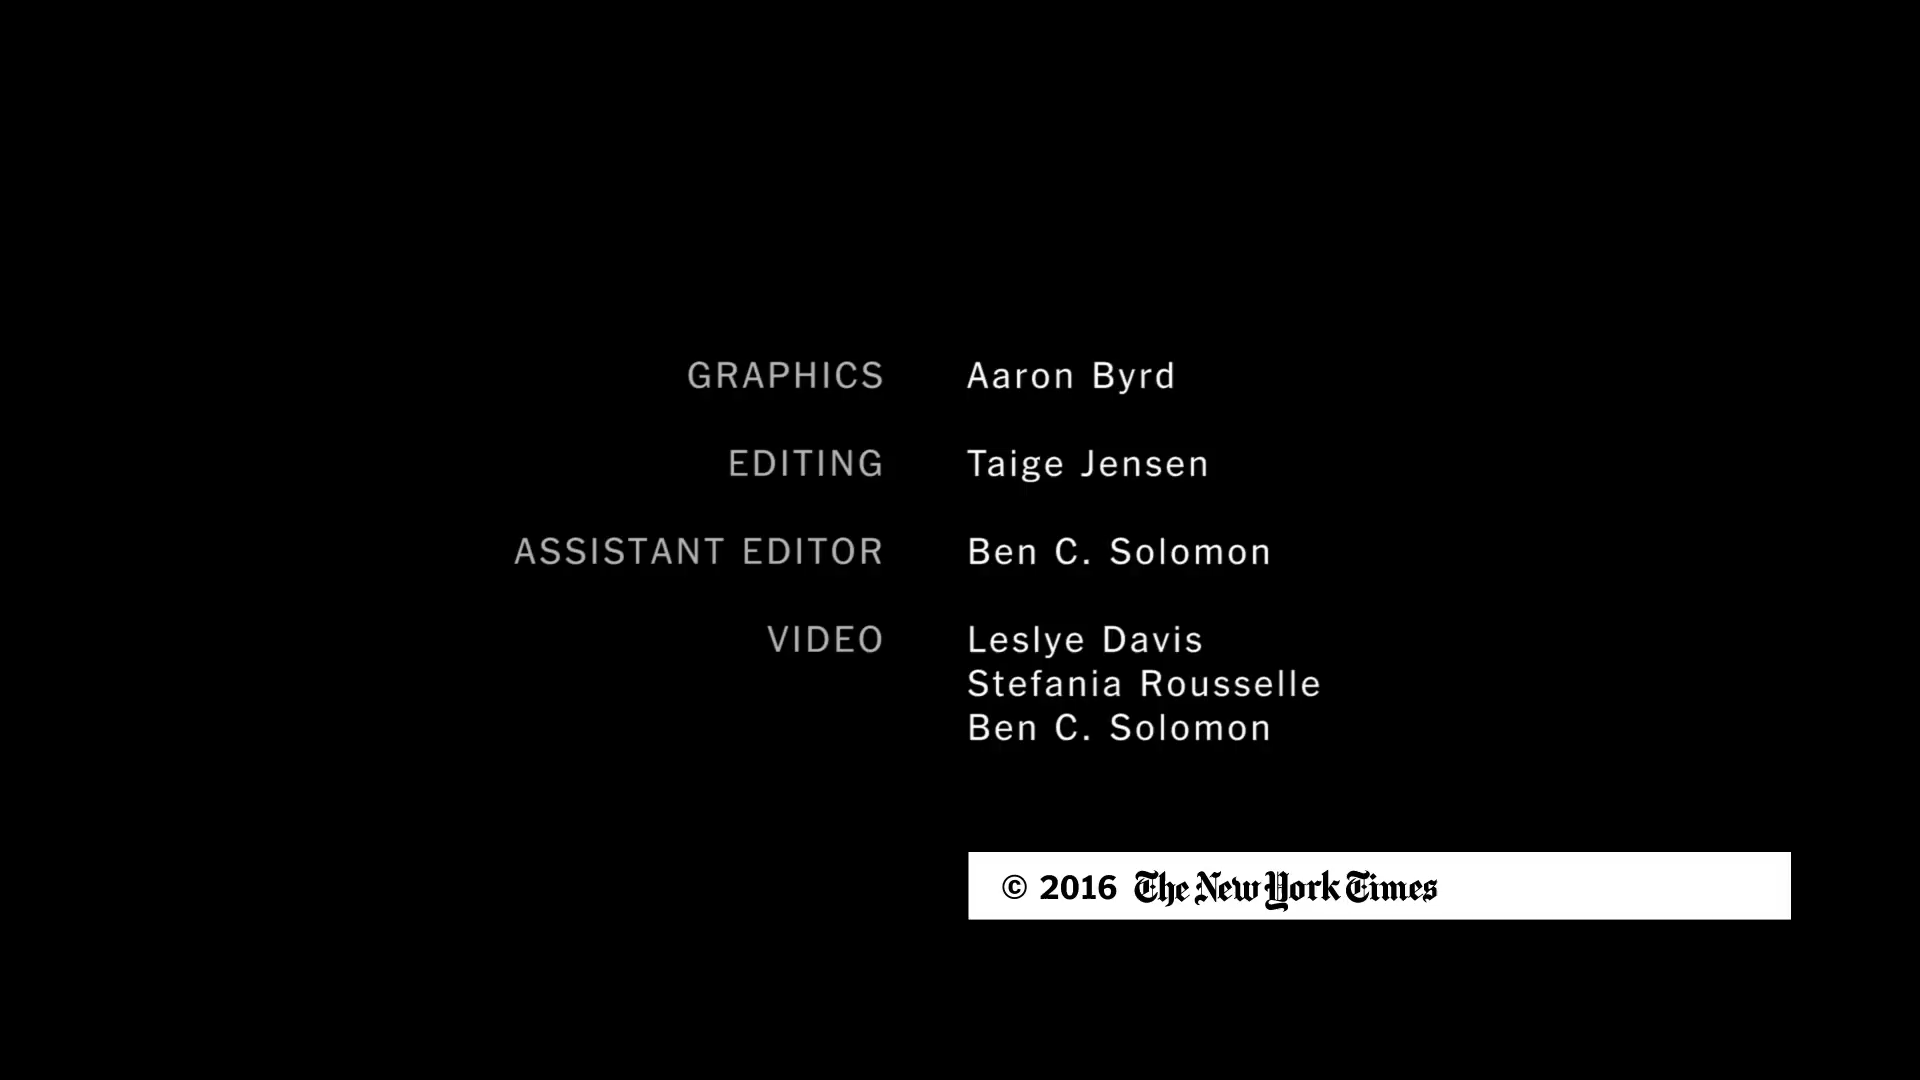 GRAPHICS Aaron Byrd
EDITING Taige Jensen
ASSISTANT EDITOR Ben C. Solomon
VIDEO Leslye Davis
Stefania Rousselle
Ben C. Solomon
© 2016 The New York Times